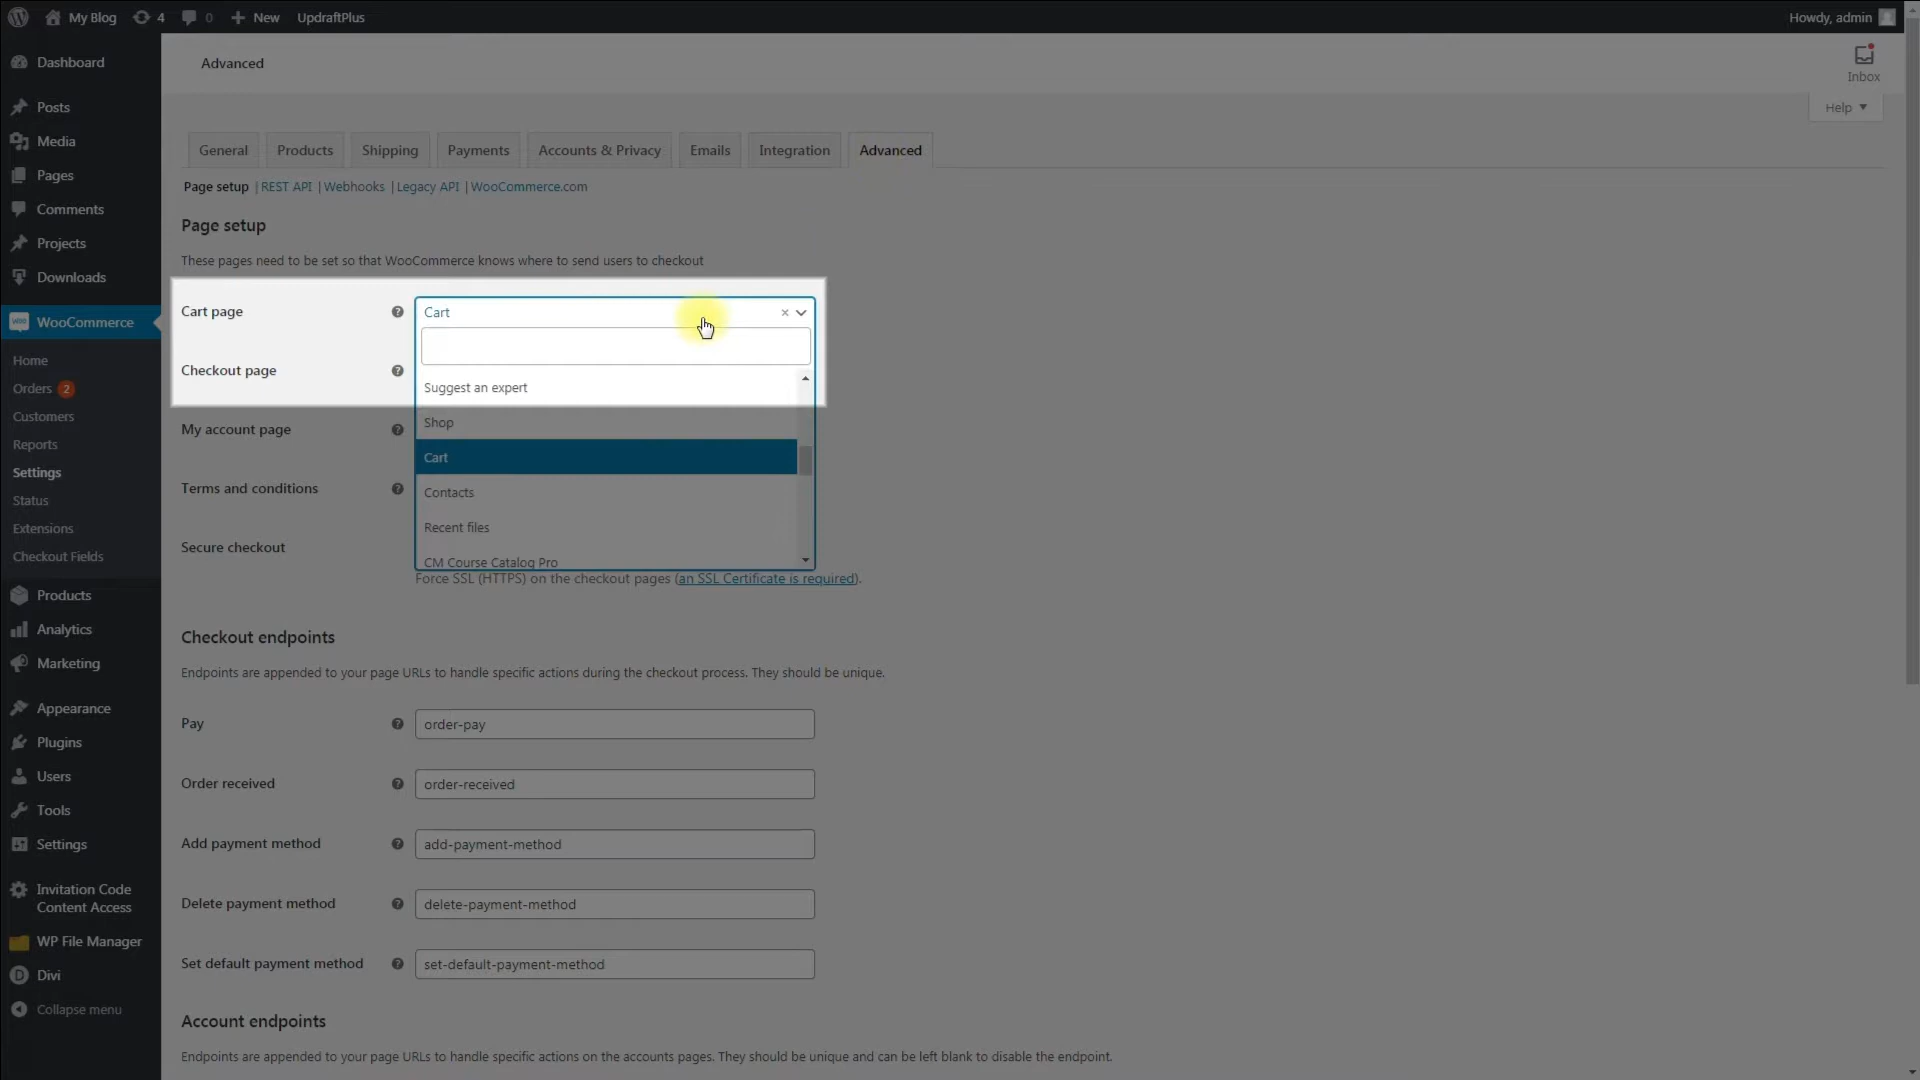 My Blog 4 0 New UpdraftPlus Howdy, admin
Dashboard
Posts
Media
Pages
Comments
Projects
Downloads
WooCommerce
Home
Orders 2
Customers
Reports
Settings
Status
Extensions
Checkout Fields
Products
Analytics
Marketing
Appearance
Plugins
Users
Tools
Settings
Invitation Code
Content Access
WP File Manager
Divi
Collapse menu
Advanced
Inbox
Help
General Products Shipping Payments Accounts & Privacy Emails Integration Advanced
Page setup | REST API | Webhooks | Legacy API | WooCommerce.com
Page setup
These pages need to be set so that WooCommerce knows where to send users to checkout
Cart page Cart
Checkout page
Suggest an expert
Shop
My account page
Cart
Terms and conditions
Contacts
Recent files
Secure checkout
CM Course Catalog Pro
Force SSL (HTTPS) on the checkout pages (an SSL Certificate is required).
Checkout endpoints
Endpoints are appended to your page URLs to handle specific actions during the checkout process. They should be unique.
Pay order-pay
Order received order-received
Add payment method add-payment-method
Delete payment method delete-payment-method
Set default payment method set-default-payment-method
Account endpoints
Endpoints are appended to your page URLs to handle specific actions on the accounts pages. They should be unique and can be left blank to disable the endpoint.